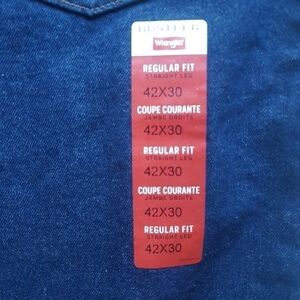 RUSTLER
Wrangler
REGULAR FIT
STRAIGHT LEG
42X30
COUPE COURANTE
JAMBE DROITE
42X30
REGULAR FIT
STRAIGHT LEG
42X30
COUPE COURANTE
JAMBE DROITE
42X30
REGULAR FIT
STRAIGHT LEG
42X30